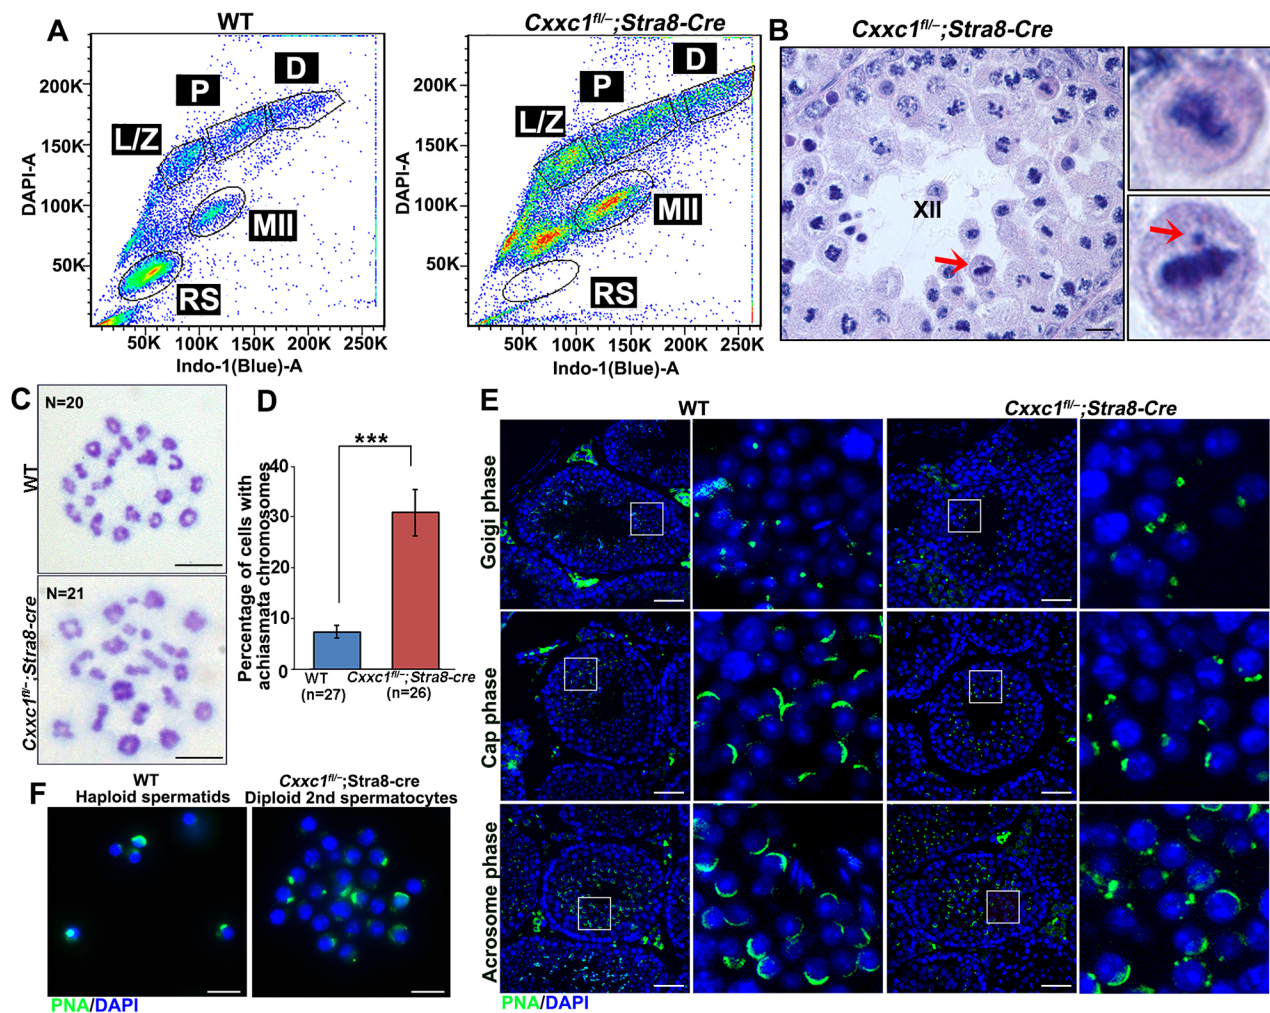 A
WT
Cxxc1fl/–;Stra8-Cre
B
Cxxc1fl/–;Stra8-Cre
200K
150K
100K
50K
DAPI-A
L/Z
P
D
MII
RS
50K 100K 150K 200K 250K
Indo-1(Blue)-A
200K
150K
100K
50K
DAPI-A
L/Z
P
D
MII
RS
50K 100K 150K 200K 250K
Indo-1(Blue)-A
XII
C
N=20
WT
N=21
Cxxc1fl/–;Stra8-cre
D
***
40
30
20
10
0
Percentage of cells with
achiasmata chromosomes
WT
(n=27)
Cxxc1fl/–;Stra8-cre
(n=26)
E
WT
Cxxc1fl/–;Stra8-Cre
Goigi phase
Cap phase
Acrosome phase
PNA/DAPI
F
WT
Haploid spermatids
Cxxc1fl/–;Stra8-cre
Diploid 2nd spermatocytes
PNA/DAPI